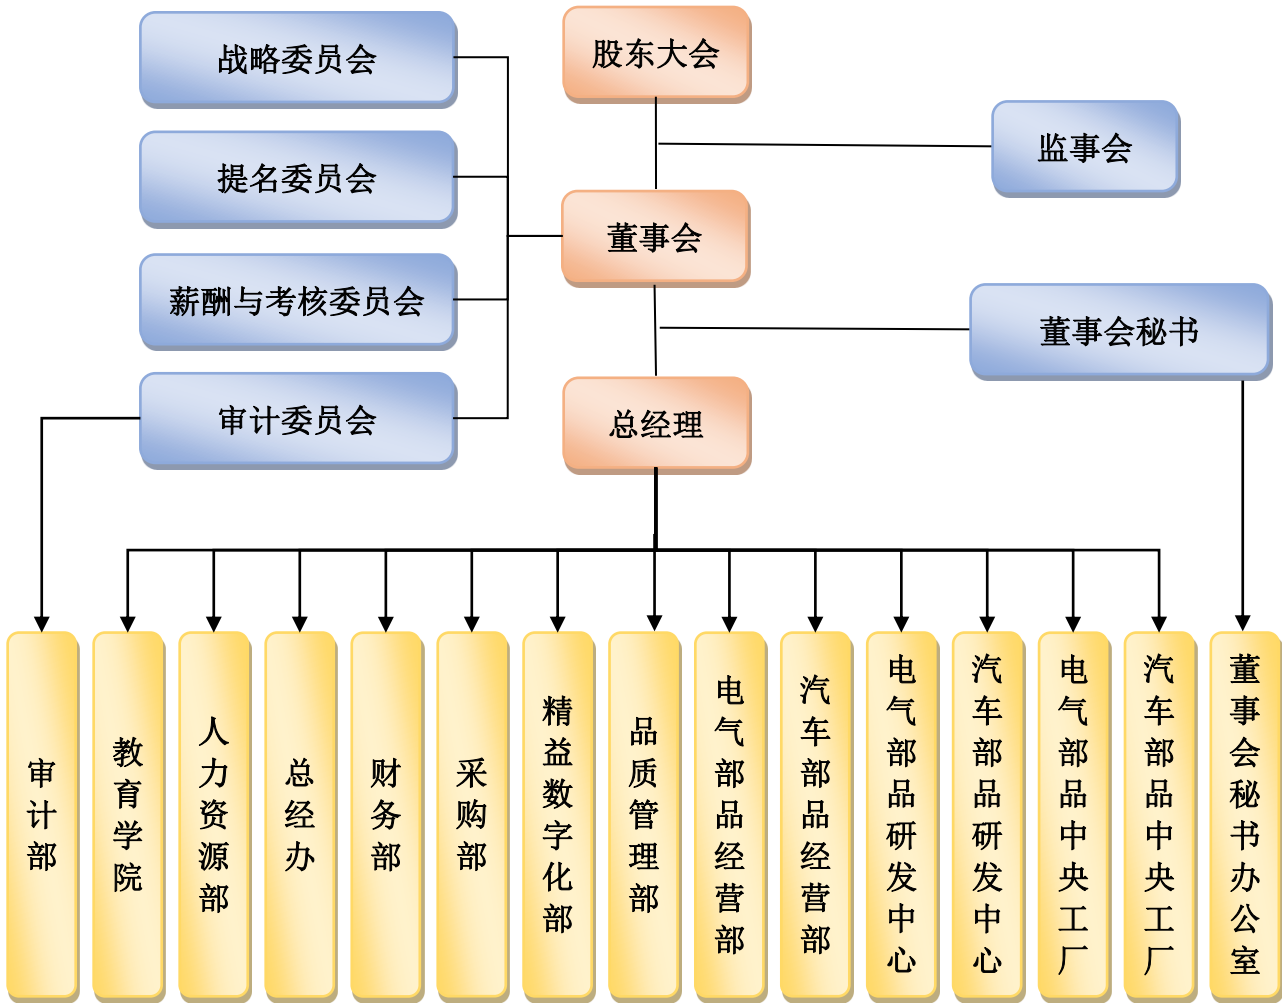 战略委员会
股东大会
监事会
提名委员会
董事会
薪酬与考核委员会
董事会秘书
审计委员会
总经理
审计部
教育学院
人力资源部
总经办
财务部
采购部
精益数字化部
品质管理部
电气部品经营部
汽车部品经营部
电气部品研发中心
汽车部品研发中心
电气部品中央工厂
汽车部品中央工厂
董事会秘书办公室